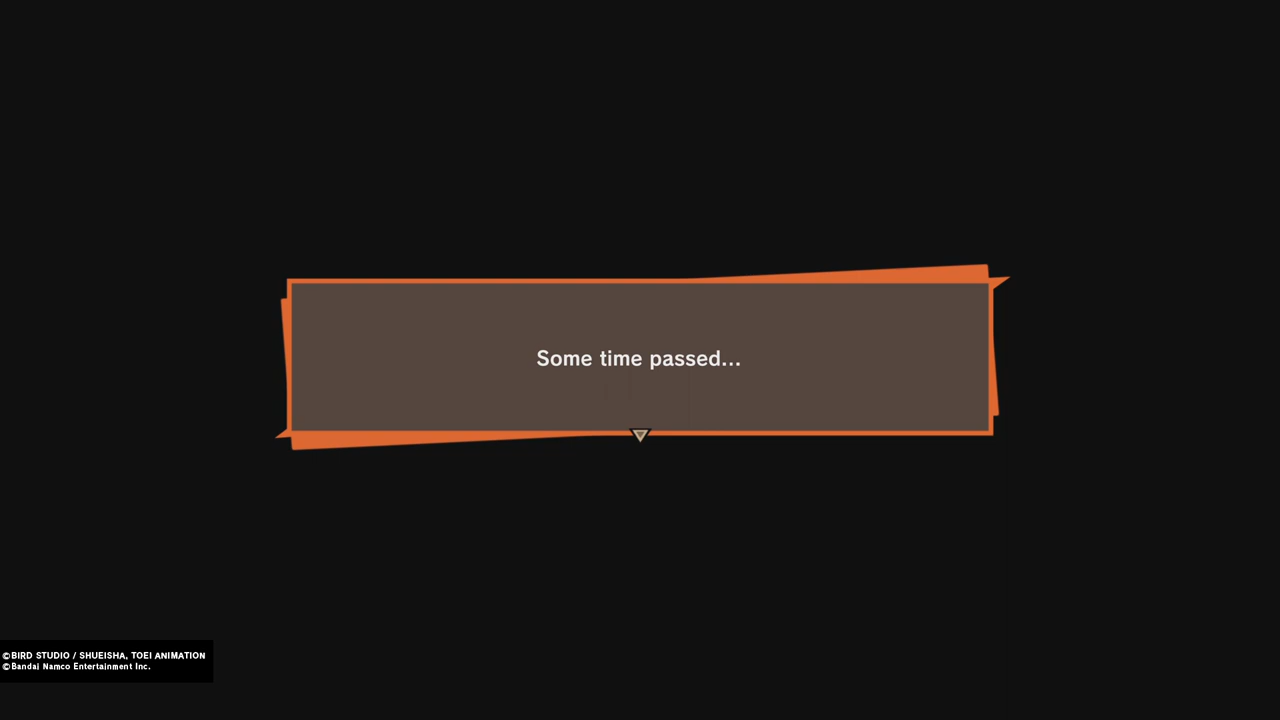 Some time passed...
©BIRD STUDIO / SHUEISHA, TOEI ANIMATION
©Bandai Namco Entertainment Inc.